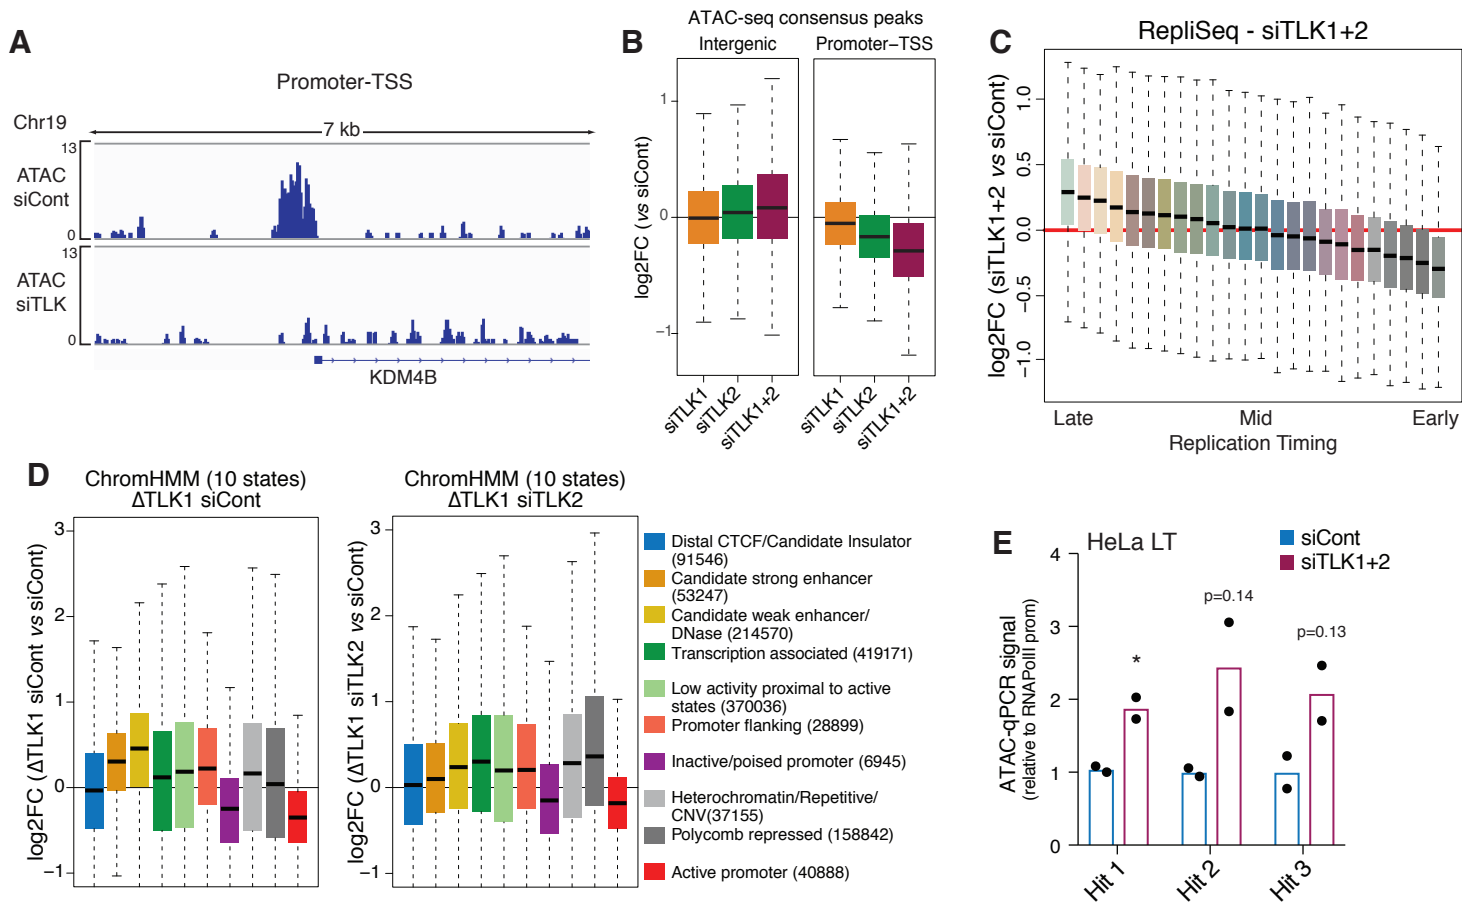 A
Promoter-TSS
Chr19
7 kb
13
ATAC
siCont
0
13
ATAC
siTLK
0
KDM4B
B
ATAC-seq consensus peaks
Intergenic
Promoter−TSS
log2FC (vs siCont)
1
0
−1
siTLK1
siTLK2
siTLK1+2
siTLK1
siTLK2
siTLK1+2
C
RepliSeq - siTLK1+2
log2FC (siTLK1+2 vs siCont)
1.0
0.5
0.0
−0.5
−1.0
Late
Mid
Early
Replication Timing
D
ChromHMM (10 states)
ΔTLK1 siCont
log2FC (ΔTLK1 siCont vs siCont)
3
2
1
0
−1
ChromHMM (10 states)
ΔTLK1 siTLK2
log2FC (ΔTLK1 siTLK2 vs siCont)
3
2
1
0
−1
Distal CTCF/Candidate Insulator
(91546)
Candidate strong enhancer
(53247)
Candidate weak enhancer/
DNase (214570)
Transcription associated (419171)
Low activity proximal to active
states (370036)
Promoter flanking (28899)
Inactive/poised promoter (6945)
Heterochromatin/Repetitive/
CNV(37155)
Polycomb repressed (158842)
Active promoter (40888)
E
HeLa LT
siCont
siTLK1+2
ATAC-qPCR signal
(relative to RNAPolII prom)
4
3
2
1
0
*
p=0.14
p=0.13
Hit 1
Hit 2
Hit 3